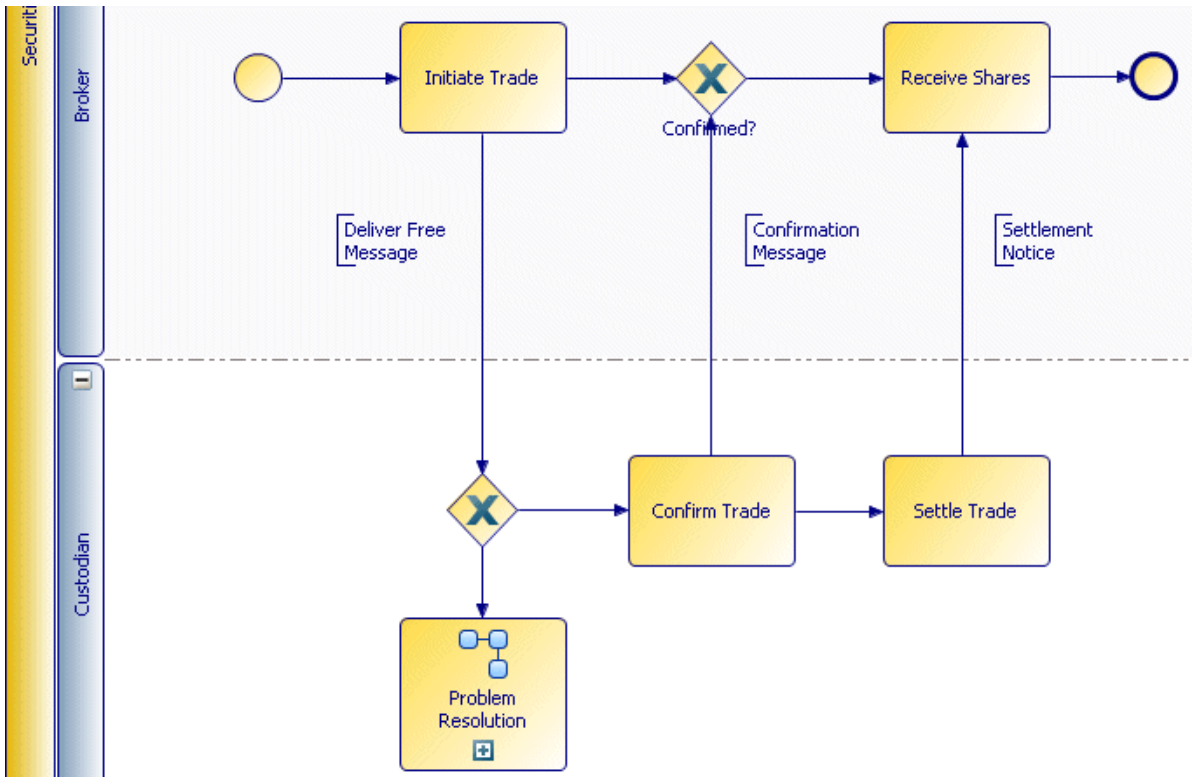 Securiti
Broker
Initiate Trade
Confirmed?
Receive Shares
Deliver Free
Message
Confirmation
Message
Settlement
Notice
Custodian
Confirm Trade
Settle Trade
Problem
Resolution